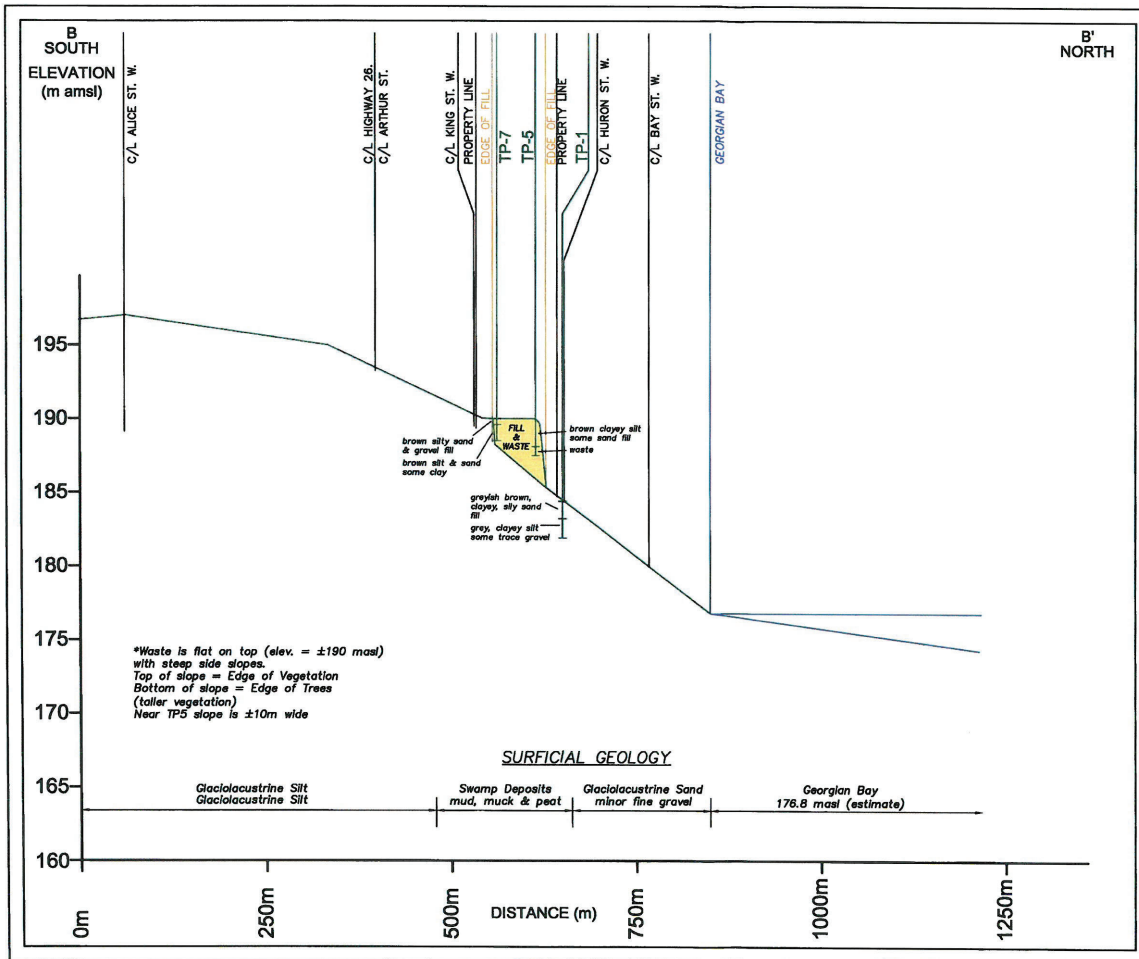 B
SOUTH
ELEVATION
(m amsl)
B'
NORTH
C/L ALICE ST. W.
C/L HIGHWAY 26.
C/L ARTHUR ST.
C/L KING ST. W.
PROPERTY LINE
EDGE OF FILL
TP-7
TP-5
EDGE OF FILL
PROPERTY LINE
TP-1
C/L HURON ST. W.
C/L BAY ST. W.
GEORGIAN BAY
195
190
185
180
175
170
165
160
brown silty sand
& gravel fill
brown silt & sand
some clay
FILL
&
WASTE
brown clayey silt
some sand fill
waste
greyish brown,
clayey, sily sand
fill
grey, clayey silt
some trace gravel
*Waste is flat on top (elev. = ±190 masl)
with steep side slopes.
Top of slope = Edge of Vegetation
Bottom of slope = Edge of Trees
(taller vegetation)
Near TP5 slope is ±10m wide
SURFICIAL GEOLOGY
Glaciolacustrine Silt
Glaciolacustrine Silt
Swamp Deposits
mud, muck & peat
Glaciolacustrine Sand
minor fine gravel
Georgian Bay
176.8 masl (estimate)
0m
250m
500m
750m
1000m
1250m
DISTANCE (m)